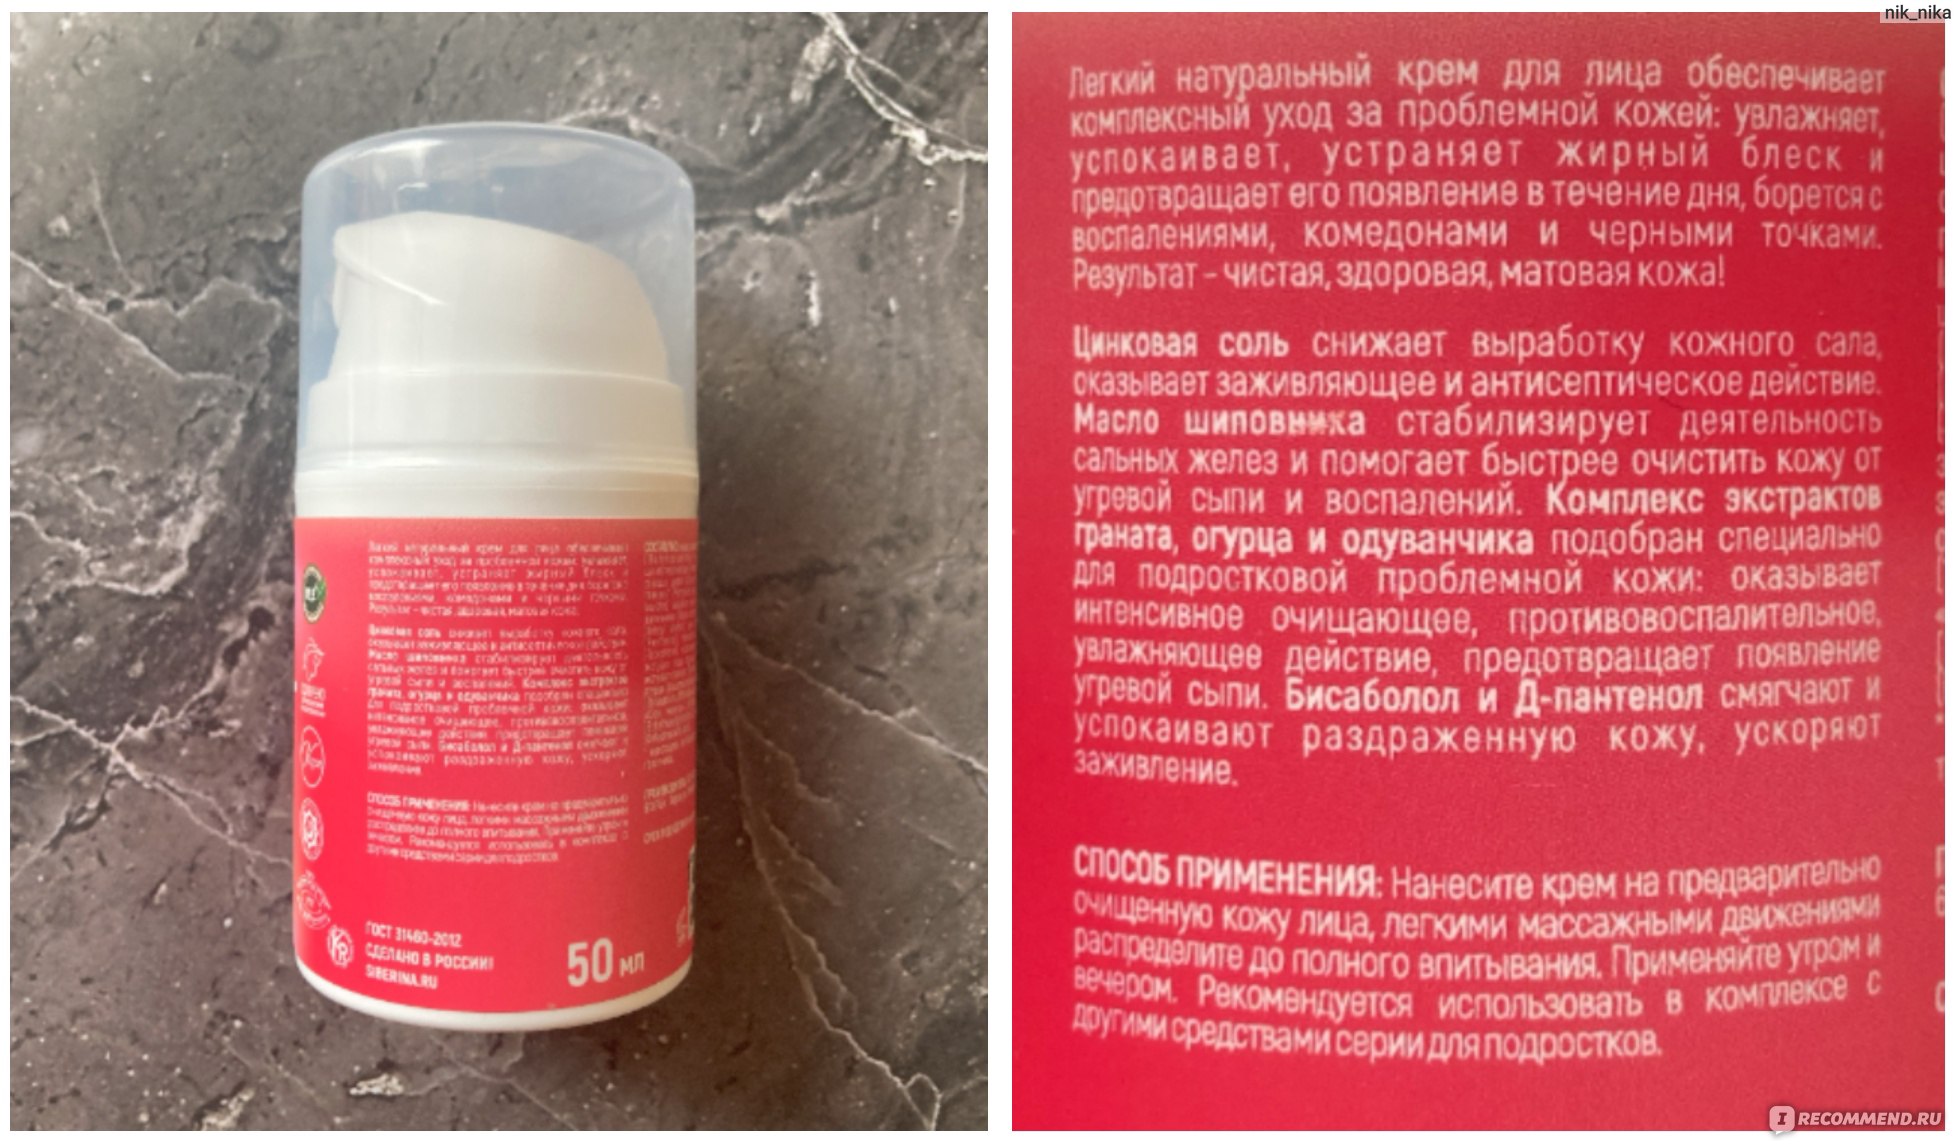 nik_nika
ГОСТ 31460-2012
СДЕЛАНО В РОССИИ
SIBERINA.RU
50 мл
Легкий натуральный крем для лица обеспечивает
комплексный уход за проблемной кожей: увлажняет,
успокаивает, устраняет жирный блеск и
предотвращает его появление в течение дня, борется с
воспалениями, комедонами и черными точками.
Результат - чистая, здоровая, матовая кожа!
Цинковая соль снижает выработку кожного сала,
оказывает заживляющее и антисептическое действие.
Масло шиповника стабилизирует деятельность
сальных желез и помогает быстрее очистить кожу от
угревой сыпи и воспалений. Комплекс экстрактов
граната, огурца и одуванчика подобран специально
для подростковой проблемной кожи: оказывает
интенсивное очищающее, противовоспалительное,
увлажняющее действие, предотвращает появление
угревой сыпи. Бисаболол и Д-пантенол смягчают и
успокаивают раздраженную кожу, ускоряют
заживление.
СПОСОБ ПРИМЕНЕНИЯ: Нанесите крем на предварительно
очищенную кожу лица, легкими массажными движениями
распределите до полного впитывания. Применяйте утром и
вечером. Рекомендуется использовать в комплексе с
другими средствами серии для подростков.
IRECOMMEND.RU